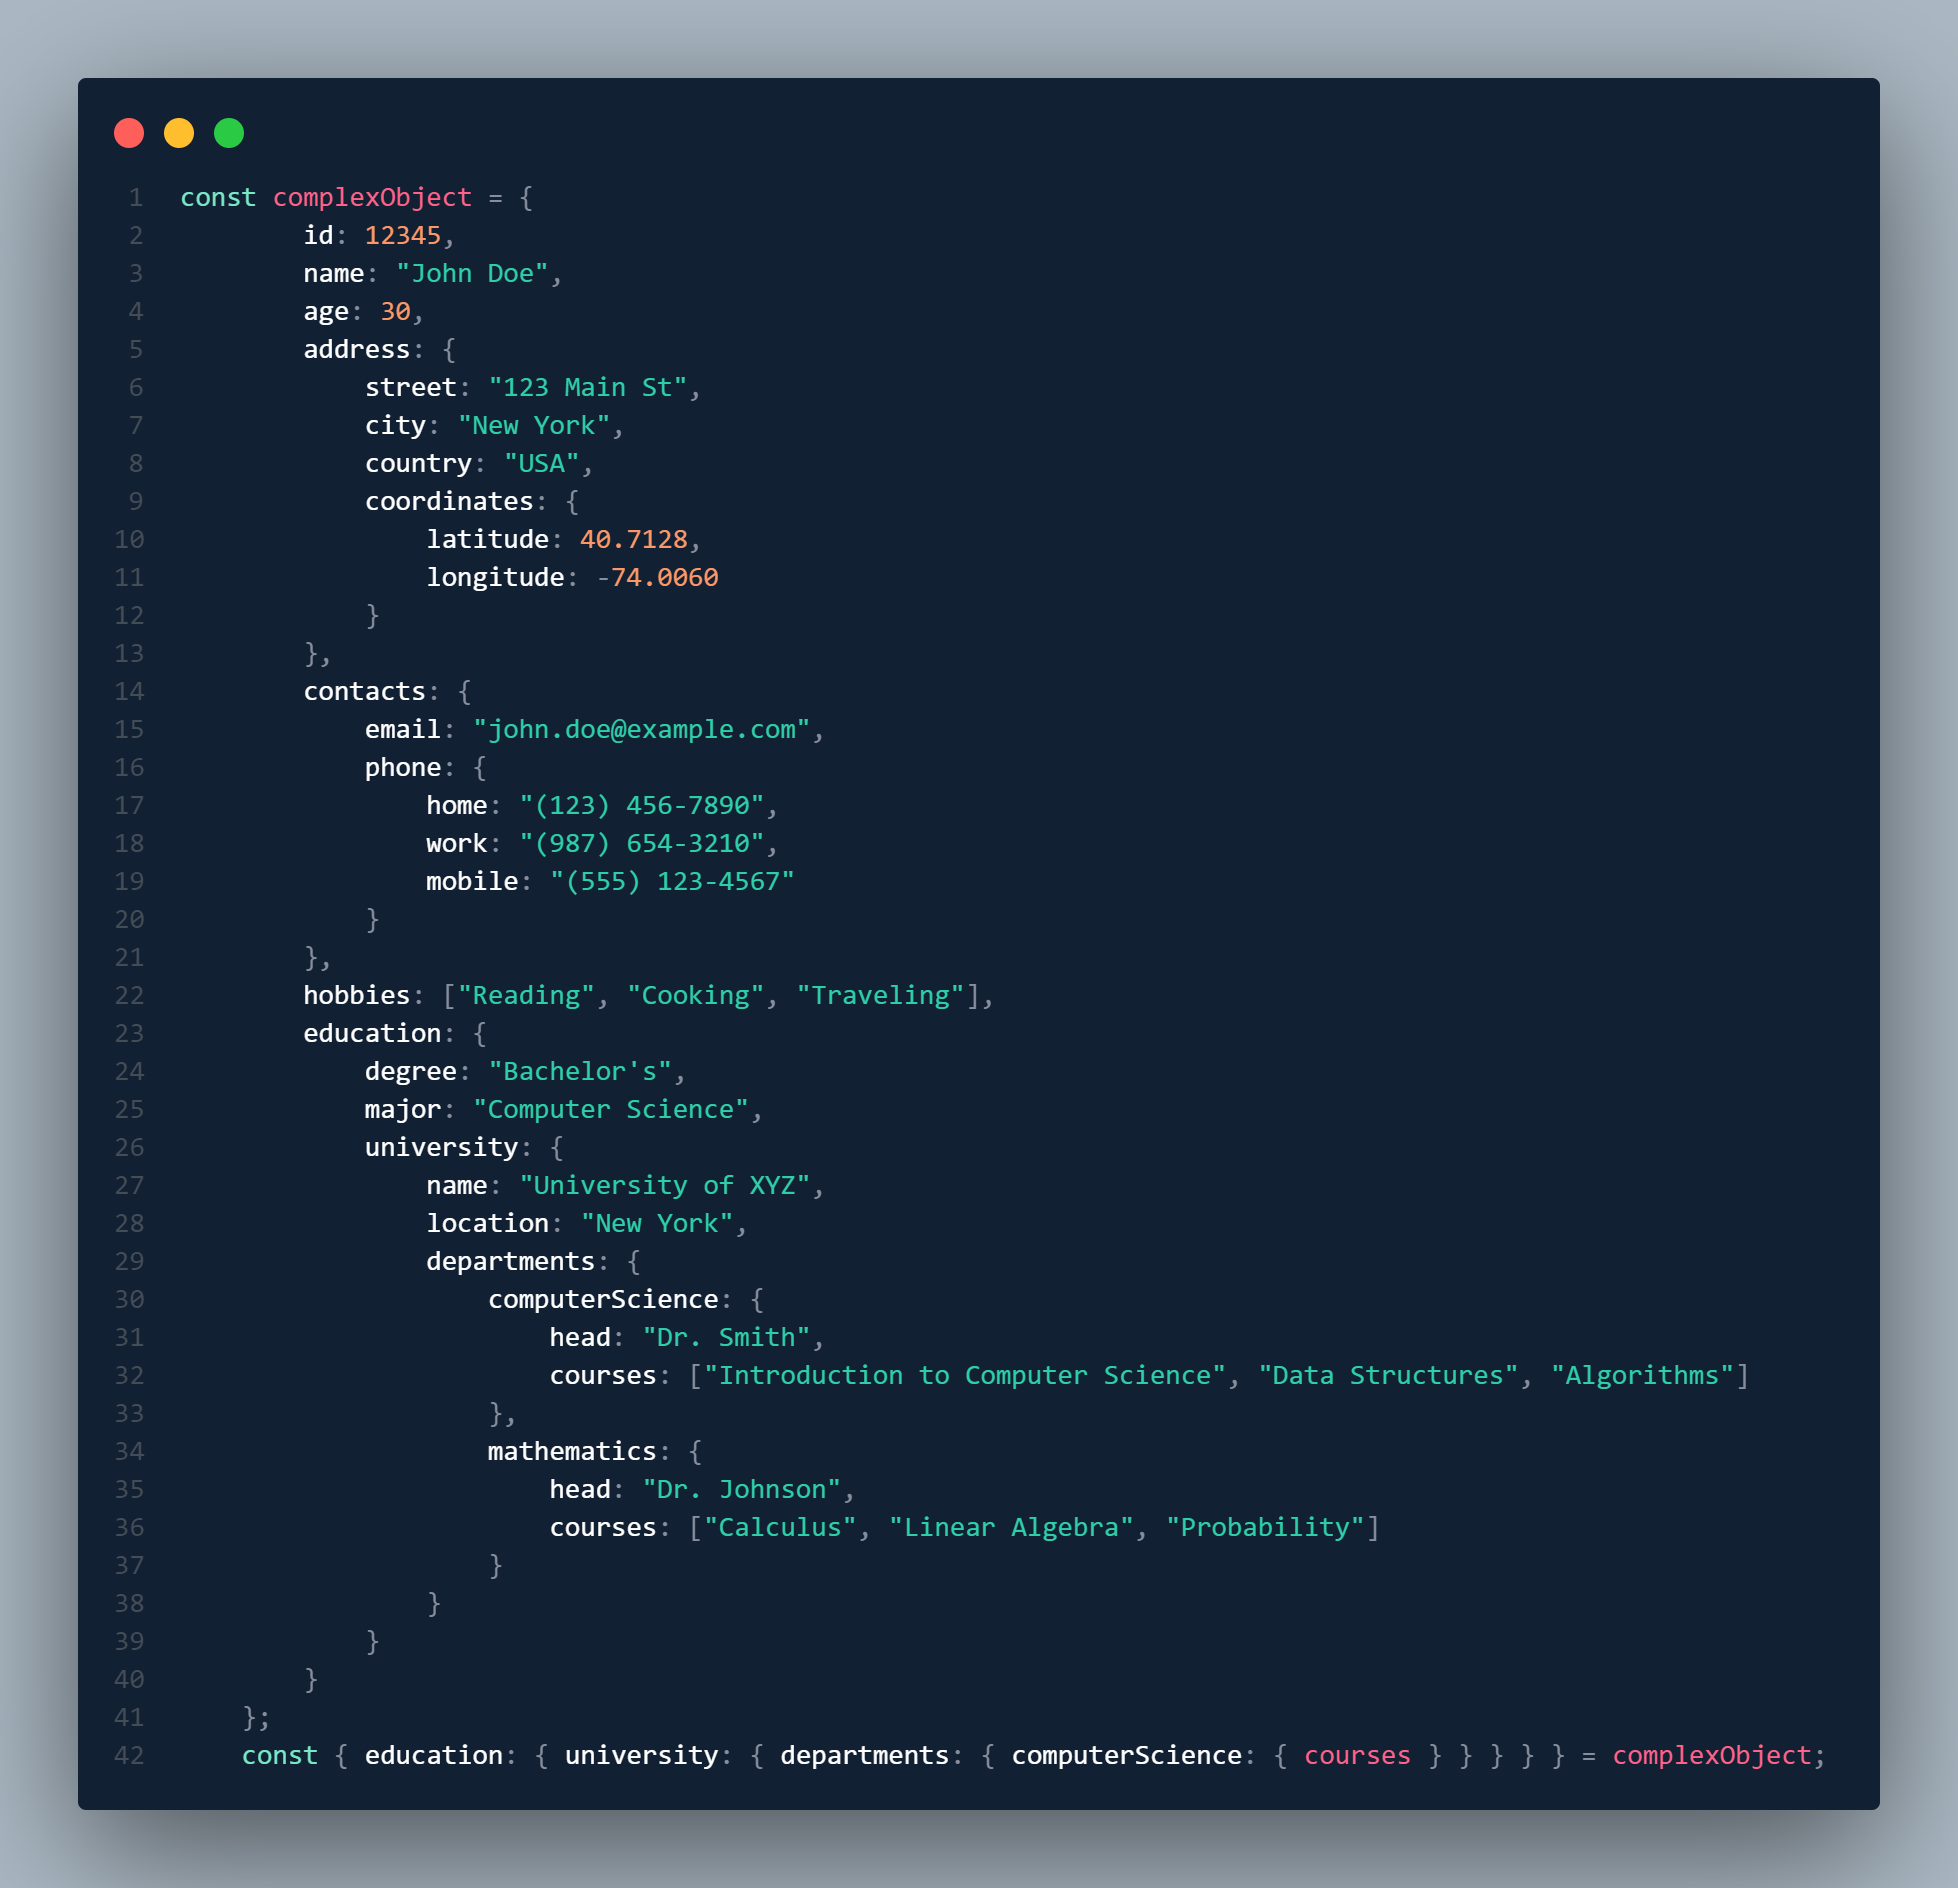 1 const complexObject = {
2 id: 12345,
3 name: "John Doe",
4 age: 30,
5 address: {
6 street: "123 Main St",
7 city: "New York",
8 country: "USA",
9 coordinates: {
10 latitude: 40.7128,
11 longitude: -74.0060
12 }
13 },
14 contacts: {
15 email: "john.doe@example.com",
16 phone: {
17 home: "(123) 456-7890",
18 work: "(987) 654-3210",
19 mobile: "(555) 123-4567"
20 }
21 },
22 hobbies: ["Reading", "Cooking", "Traveling"],
23 education: {
24 degree: "Bachelor's",
25 major: "Computer Science",
26 university: {
27 name: "University of XYZ",
28 location: "New York",
29 departments: {
30 computerScience: {
31 head: "Dr. Smith",
32 courses: ["Introduction to Computer Science", "Data Structures", "Algorithms"]
33 },
34 mathematics: {
35 head: "Dr. Johnson",
36 courses: ["Calculus", "Linear Algebra", "Probability"]
37 }
38 }
39 }
40 }
41 };
42 const { education: { university: { departments: { computerScience: { courses } } } } } = complexObject;